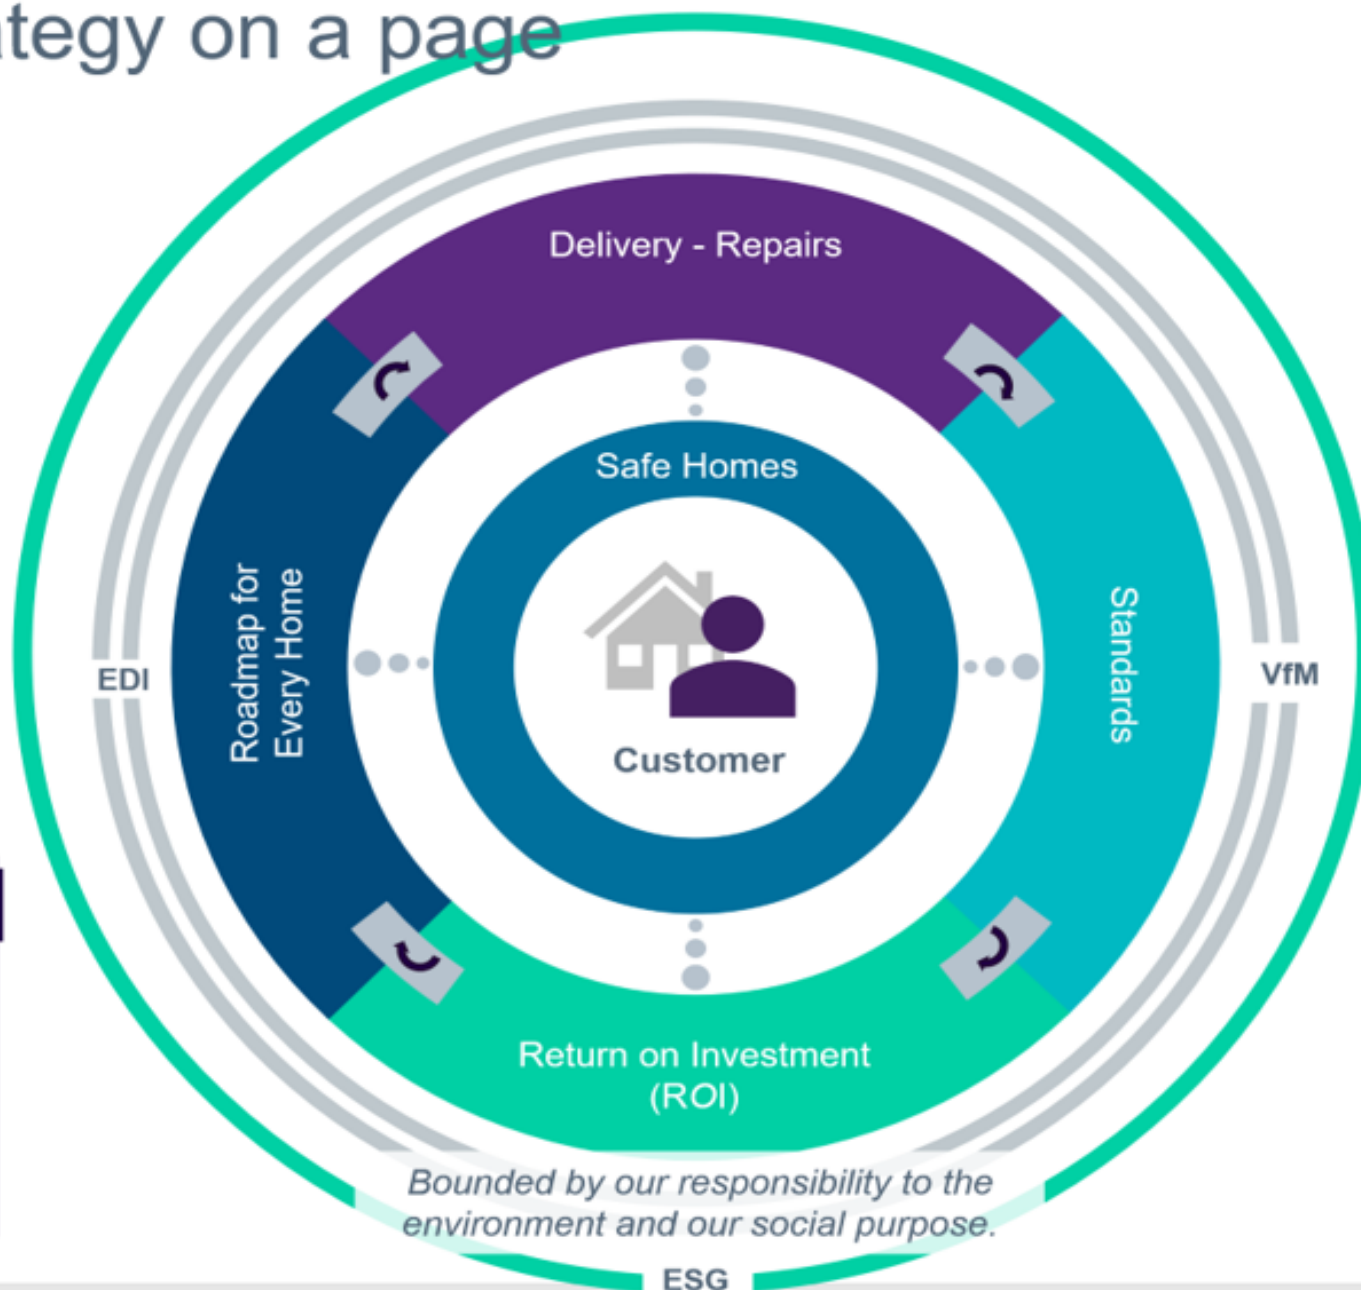 tegy on a page
Delivery - Repairs
Safe Homes
Roadmap for
Every Home
Standards
EDI
VfM
Customer
Return on Investment
(ROI)
Bounded by our responsibility to the
environment and our social purpose.
ESG